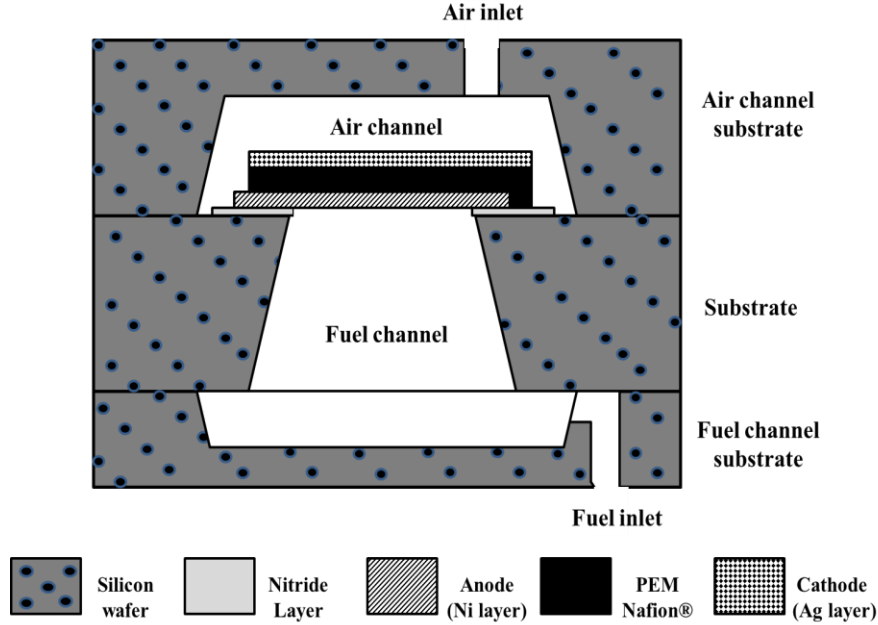 Air inlet
Air channel
Air channel
substrate
Fuel channel
Substrate
Fuel channel
substrate
Fuel inlet
Silicon
wafer
Nitride
Layer
Anode
(Ni layer)
PEM
Nafion®
Cathode
(Ag layer)